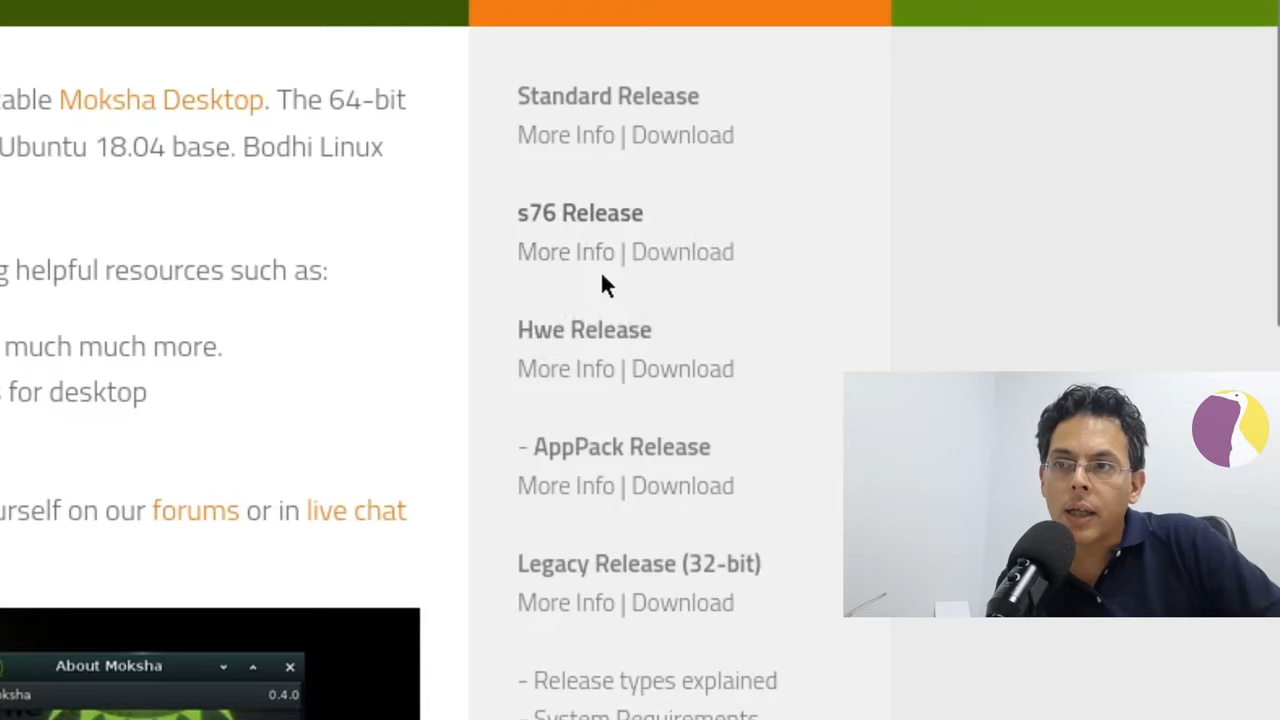 table Moksha Desktop. The 64-bit
Ubuntu 18.04 base. Bodhi Linux
g helpful resources such as:
much much more.
s for desktop
urself on our forums or in live chat
About Moksha
oksha
0.4.0
Standard Release
More Info | Download
s76 Release
More Info | Download
Hwe Release
More Info | Download
- AppPack Release
More Info | Download
Legacy Release (32-bit)
More Info | Download
- Release types explained
- System Requirements